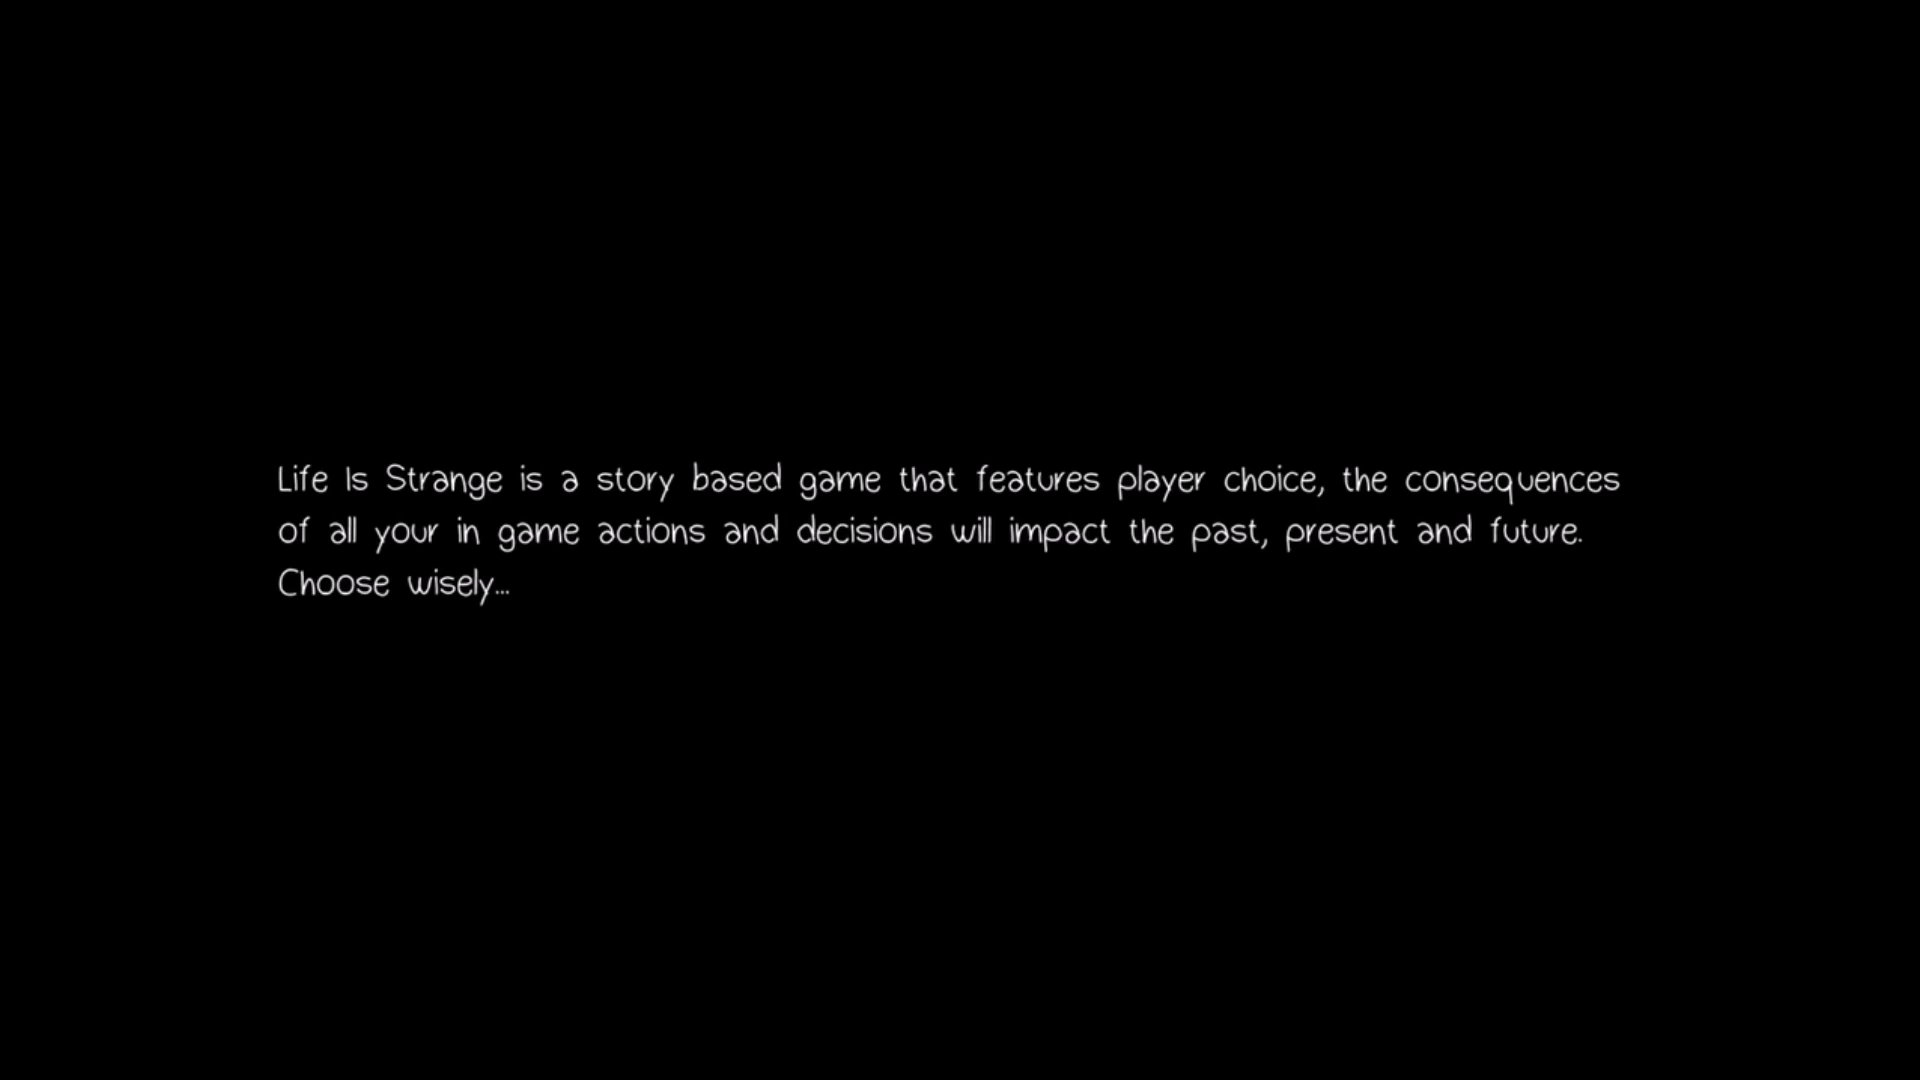 Life Is Strange is a story based game that features player choice, the consequences
of all your in game actions and decisions will impact the past, present and future.
Choose wisely...